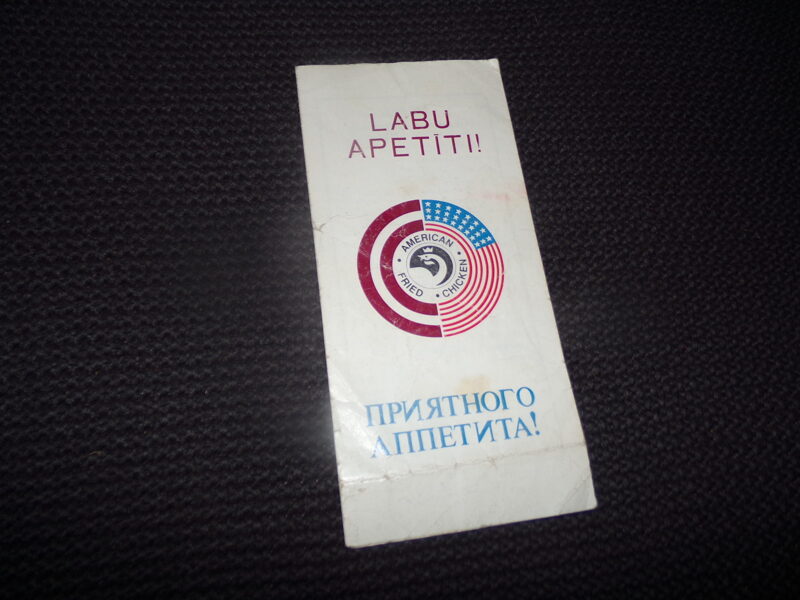 LABU
APETĪTI!
AMERICAN
FRIED CHICKEN
ПРИЯТНОГО
АППЕТИТА!